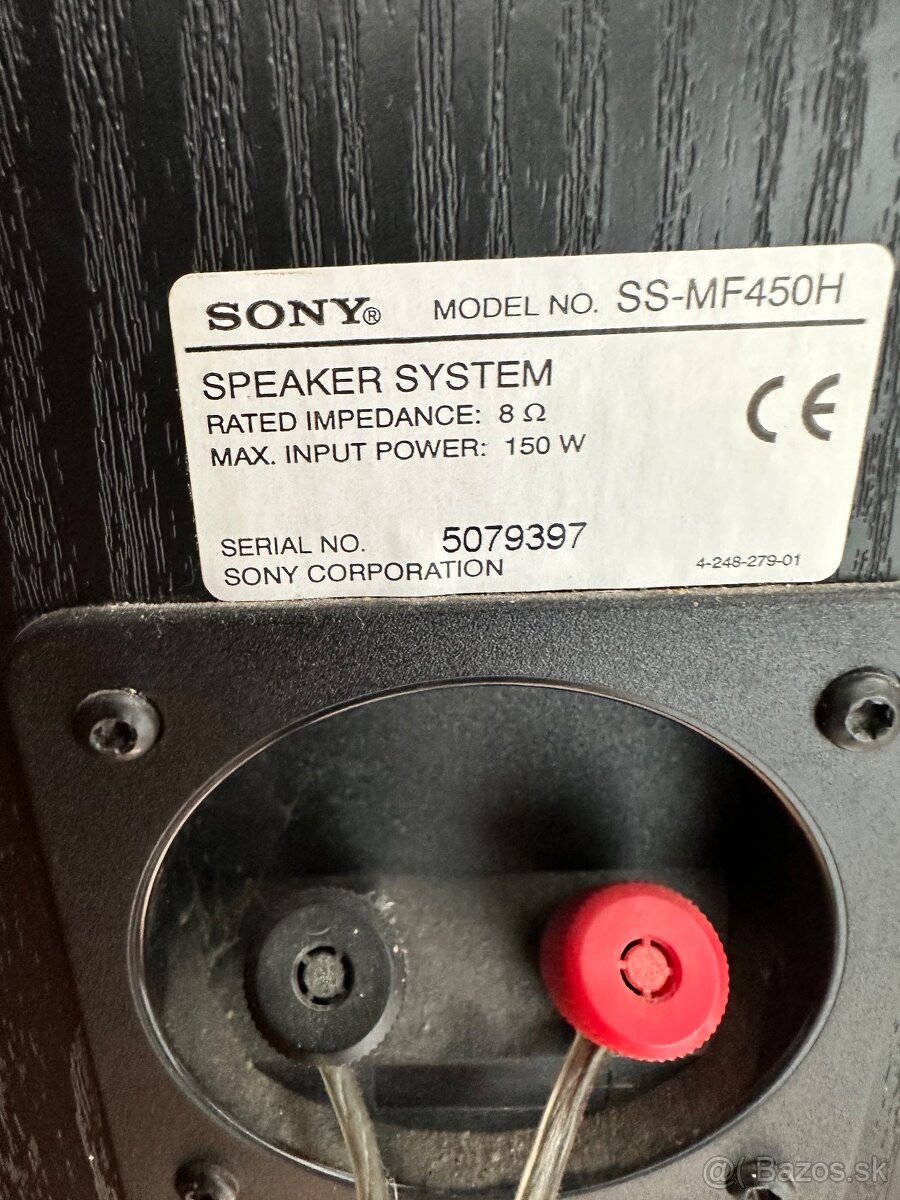 SONY® MODEL NO. SS-MF450H
SPEAKER SYSTEM
RATED IMPEDANCE: 8 Ω
MAX. INPUT POWER: 150 W
CE
SERIAL NO. 5079397
SONY CORPORATION 4-248-279-01
@ Bazos.sk